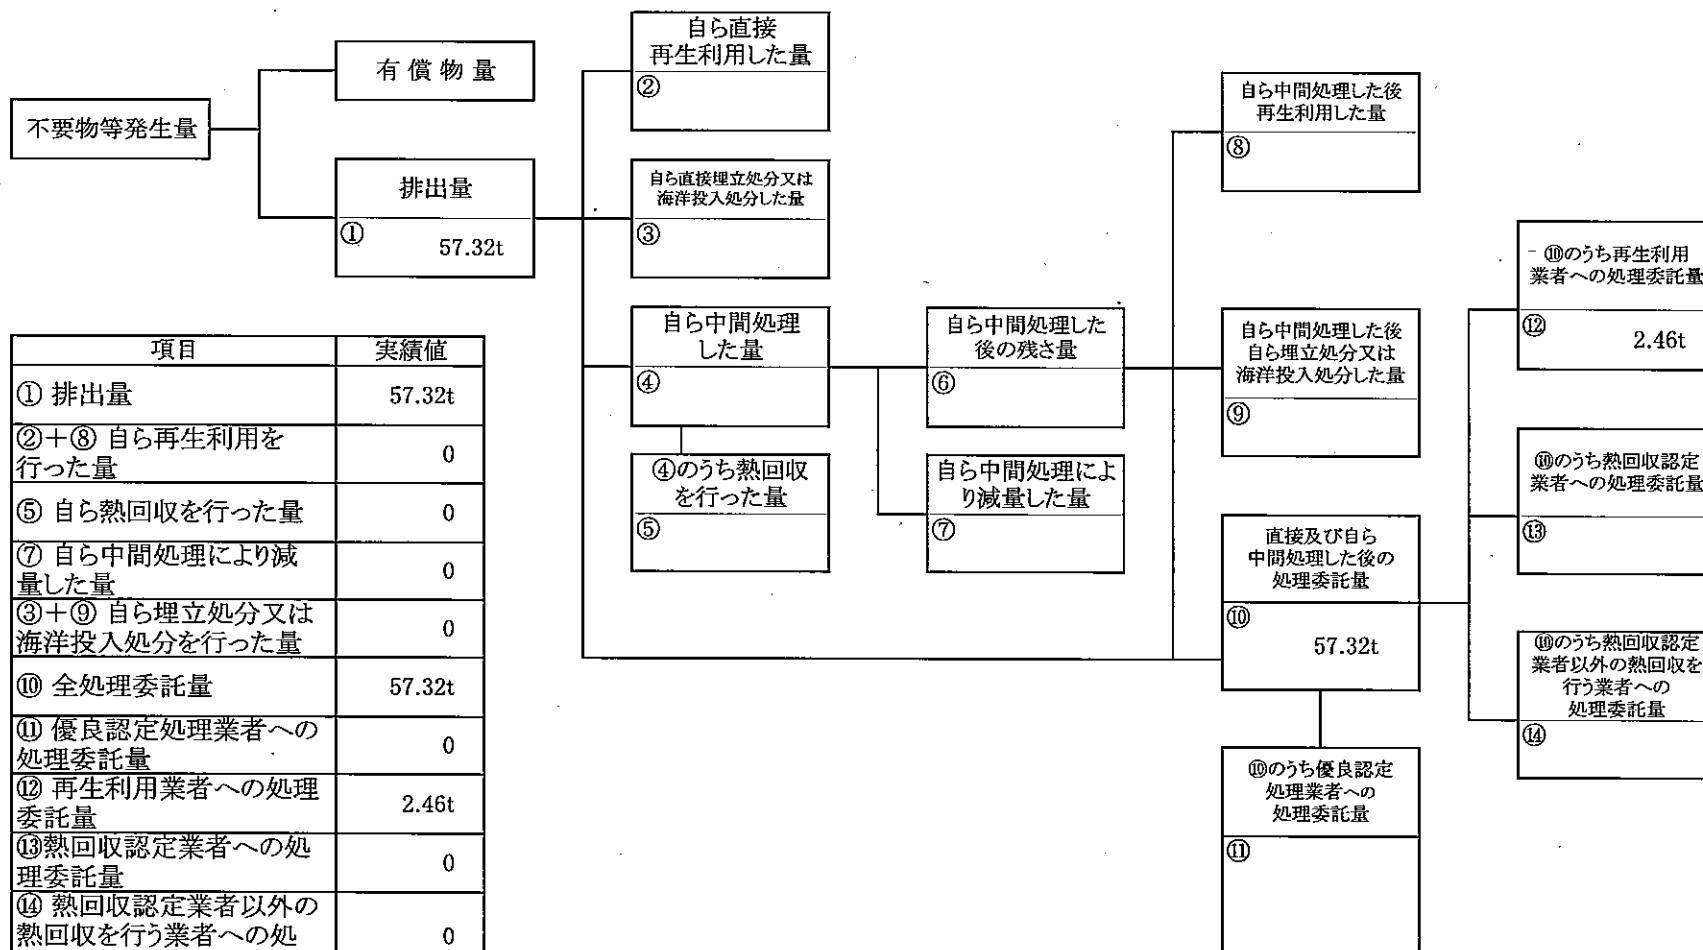 不要物等発生量
有償物量
排出量
①
57.32t
自ら直接
再生利用した量
②
自ら直接埋立処分又は
海洋投入処分した量
③
自ら中間処理
した量
④
④のうち熱回収
を行った量
⑤
自ら中間処理した
後の残さ量
⑥
自ら中間処理によ
り減量した量
⑦
自ら中間処理した後
再生利用した量
⑧
自ら中間処理した後
自ら埋立処分又は
海洋投入処分した量
⑨
直接及び自ら
中間処理した後の
処理委託量
⑩
57.32t
⑩のうち優良認定
処理業者への
処理委託量
⑪
⑩のうち再生利用
業者への処理委託量
⑫
2.46t
⑩のうち熱回収認定
業者への処理委託量
⑬
⑩のうち熱回収認定
業者以外の熱回収を
行う業者への
処理委託量
⑭
項目 実績値
① 排出量 57.32t
②+⑧ 自ら再生利用を
行った量 0
⑤ 自ら熱回収を行った量 0
⑦ 自ら中間処理により減
量した量 0
③+⑨ 自ら埋立処分又は
海洋投入処分を行った量 0
⑩ 全処理委託量 57.32t
⑪ 優良認定処理業者への
処理委託量 0
⑫ 再生利用業者への処理
委託量 2.46t
⑬熱回収認定業者への処
理委託量 0
⑭ 熱回収認定業者以外の
熱回収を行う業者への処 0